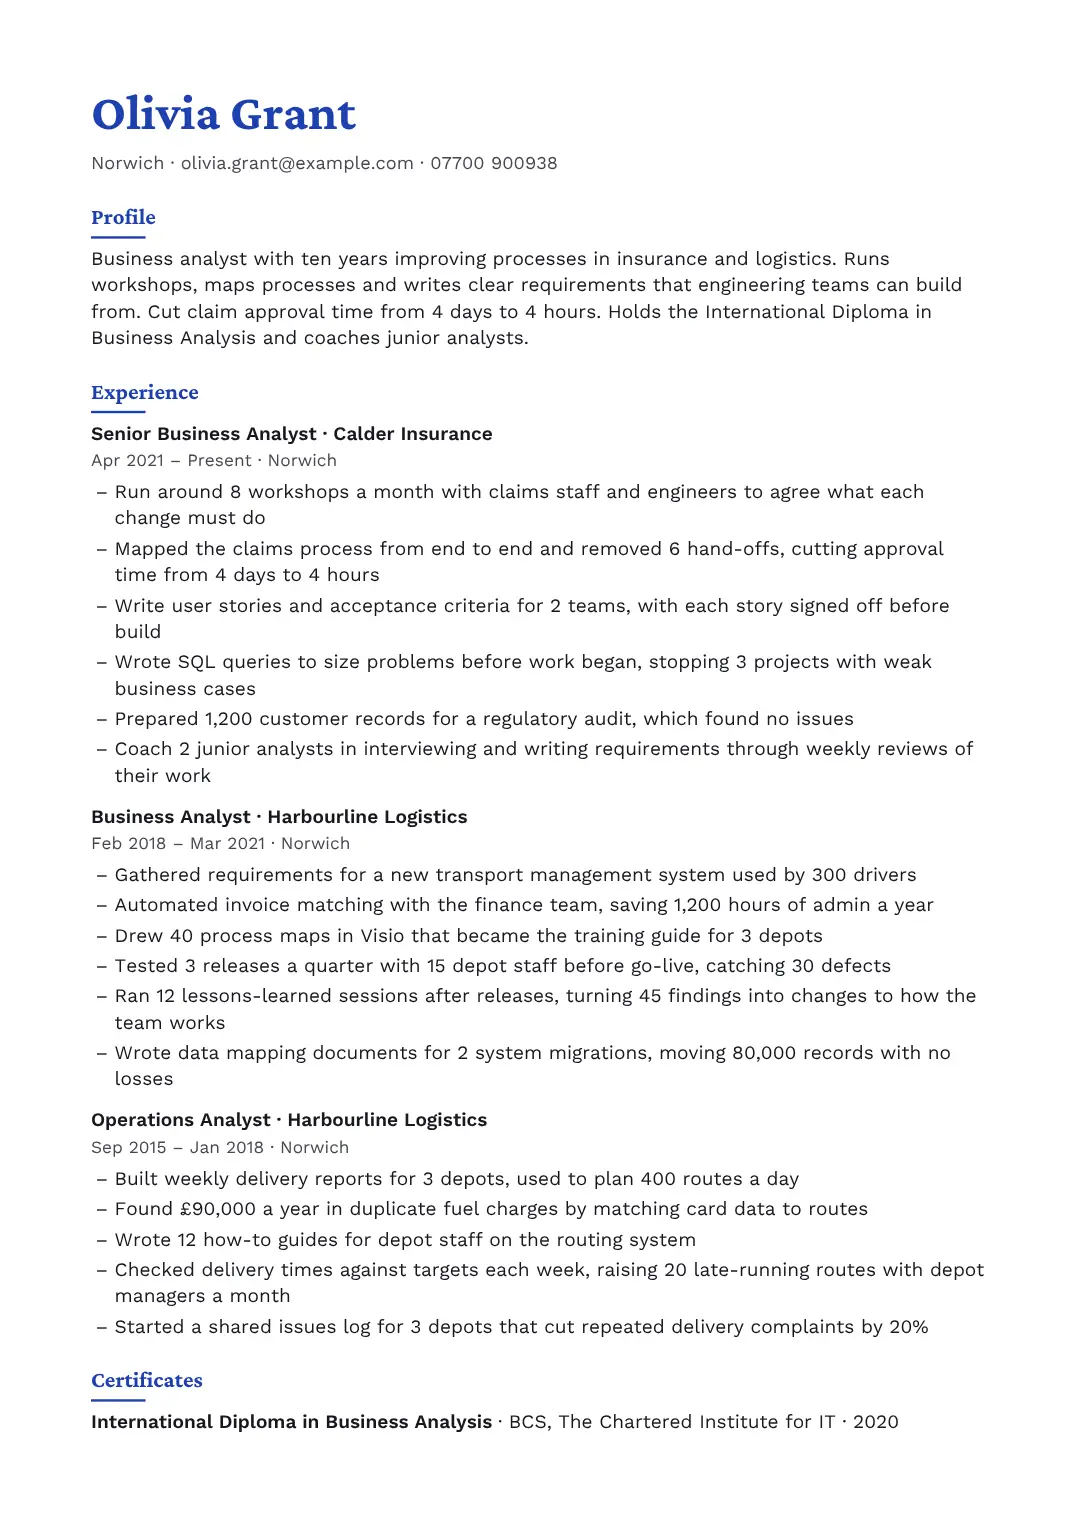 Olivia Grant
Norwich · olivia.grant@example.com · 07700 900938
Profile
Business analyst with ten years improving processes in insurance and logistics. Runs
workshops, maps processes and writes clear requirements that engineering teams can build
from. Cut claim approval time from 4 days to 4 hours. Holds the International Diploma in
Business Analysis and coaches junior analysts.
Experience
Senior Business Analyst · Calder Insurance
Apr 2021 – Present · Norwich
– Run around 8 workshops a month with claims staff and engineers to agree what each
change must do
– Mapped the claims process from end to end and removed 6 hand-offs, cutting approval
time from 4 days to 4 hours
– Write user stories and acceptance criteria for 2 teams, with each story signed off before
build
– Wrote SQL queries to size problems before work began, stopping 3 projects with weak
business cases
– Prepared 1,200 customer records for a regulatory audit, which found no issues
– Coach 2 junior analysts in interviewing and writing requirements through weekly reviews of
their work
Business Analyst · Harbourline Logistics
Feb 2018 – Mar 2021 · Norwich
– Gathered requirements for a new transport management system used by 300 drivers
– Automated invoice matching with the finance team, saving 1,200 hours of admin a year
– Drew 40 process maps in Visio that became the training guide for 3 depots
– Tested 3 releases a quarter with 15 depot staff before go-live, catching 30 defects
– Ran 12 lessons-learned sessions after releases, turning 45 findings into changes to how the
team works
– Wrote data mapping documents for 2 system migrations, moving 80,000 records with no
losses
Operations Analyst · Harbourline Logistics
Sep 2015 – Jan 2018 · Norwich
– Built weekly delivery reports for 3 depots, used to plan 400 routes a day
– Found £90,000 a year in duplicate fuel charges by matching card data to routes
– Wrote 12 how-to guides for depot staff on the routing system
– Checked delivery times against targets each week, raising 20 late-running routes with depot
managers a month
– Started a shared issues log for 3 depots that cut repeated delivery complaints by 20%
Certificates
International Diploma in Business Analysis · BCS, The Chartered Institute for IT · 2020